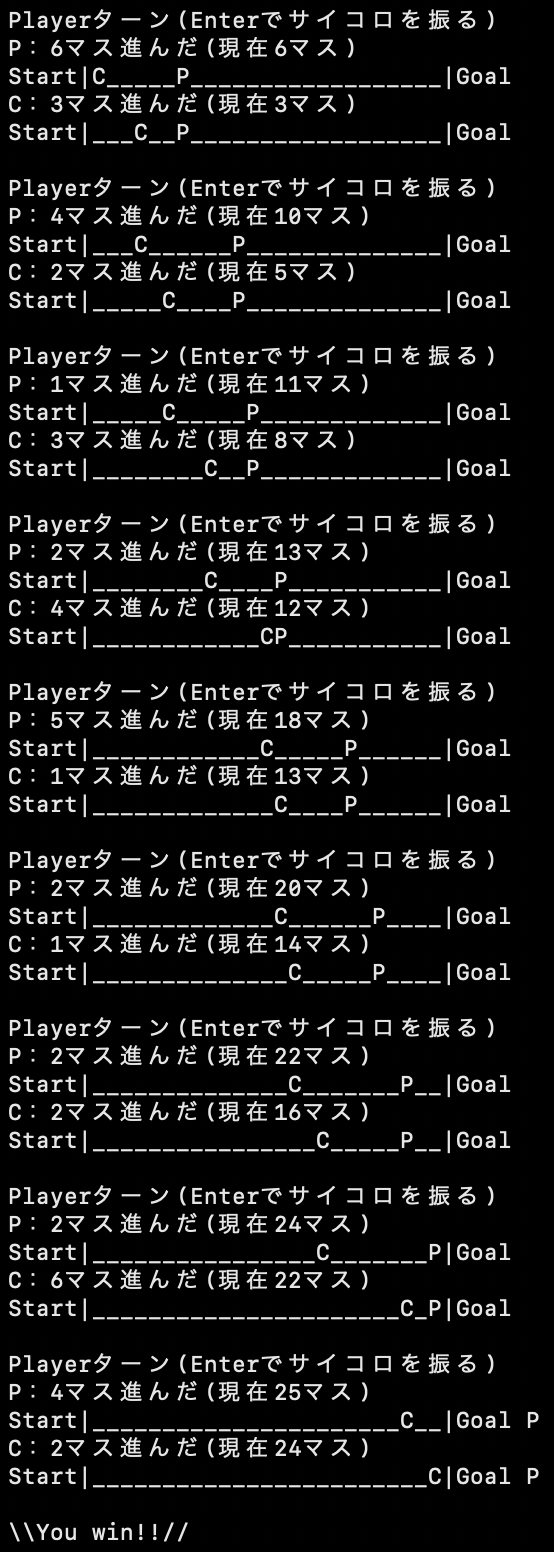 Playerターン(Enterでサイコロを振る)
P：6マス進んだ(現在6マス)
Start|C_____P__________________|Goal
C：3マス進んだ(現在3マス)
Start|___C__P__________________|Goal
Playerターン(Enterでサイコロを振る)
P：4マス進んだ(現在10マス)
Start|___C______P______________|Goal
C：2マス進んだ(現在5マス)
Start|_____C____P______________|Goal
Playerターン(Enterでサイコロを振る)
P：1マス進んだ(現在11マス)
Start|_____C_____P_____________|Goal
C：3マス進んだ(現在8マス)
Start|________C__P_____________|Goal
Playerターン(Enterでサイコロを振る)
P：2マス進んだ(現在13マス)
Start|________C____P___________|Goal
C：4マス進んだ(現在12マス)
Start|____________CP___________|Goal
Playerターン(Enterでサイコロを振る)
P：5マス進んだ(現在18マス)
Start|____________C_____P______|Goal
C：1マス進んだ(現在13マス)
Start|_____________C____P______|Goal
Playerターン(Enterでサイコロを振る)
P：2マス進んだ(現在20マス)
Start|_____________C______P____|Goal
C：1マス進んだ(現在14マス)
Start|______________C_____P____|Goal
Playerターン(Enterでサイコロを振る)
P：2マス進んだ(現在22マス)
Start|______________C_______P__|Goal
C：2マス進んだ(現在16マス)
Start|________________C_____P__|Goal
Playerターン(Enterでサイコロを振る)
P：2マス進んだ(現在24マス)
Start|________________C_______P|Goal
C：6マス進んだ(現在22マス)
Start|______________________C_P|Goal
Playerターン(Enterでサイコロを振る)
P：4マス進んだ(現在25マス)
Start|______________________C__|Goal P
C：2マス進んだ(現在24マス)
Start|________________________C|Goal P
\\You win!!//